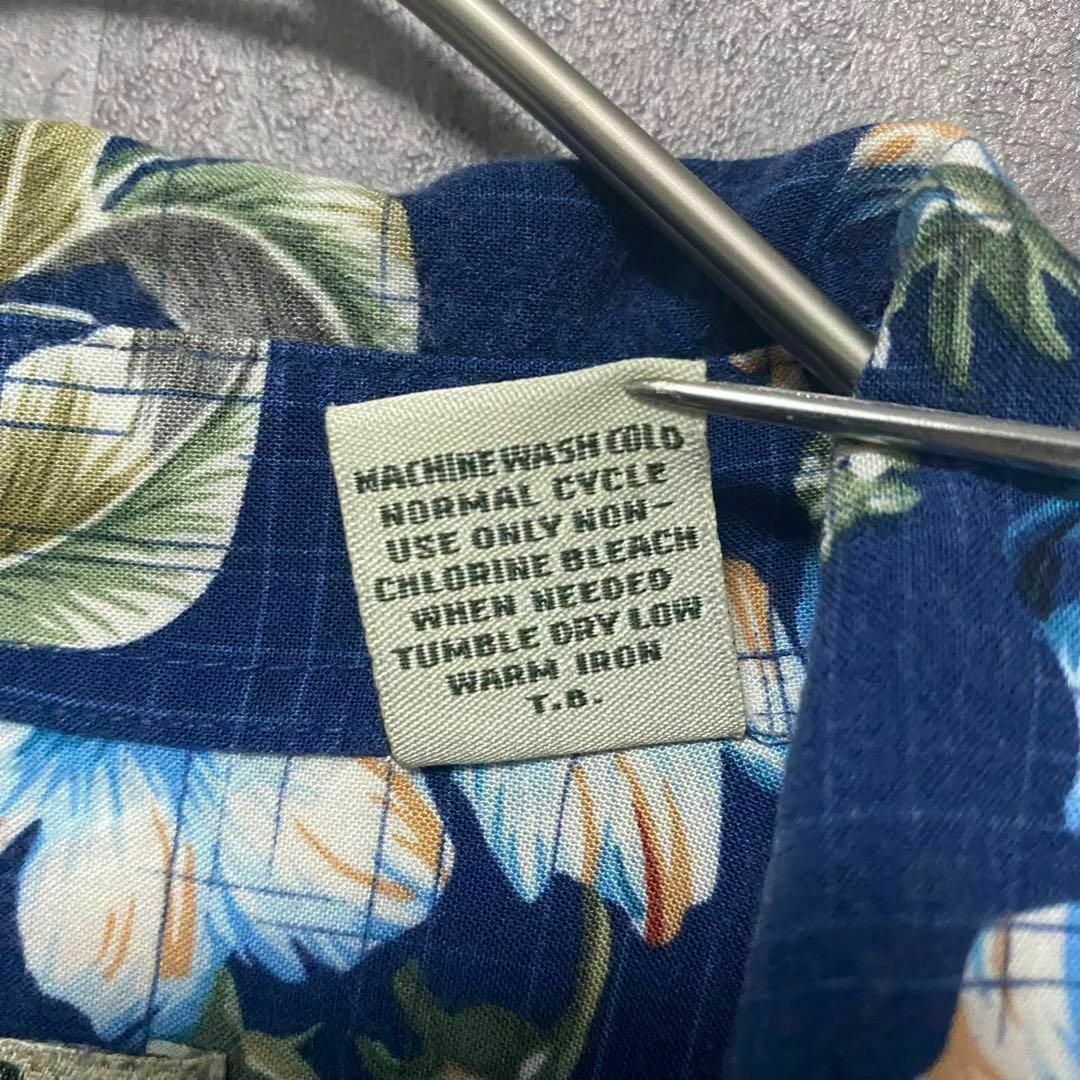 MACHINE WASH COLD
NORMAL CYCLE
USE ONLY NON-
CHLORINE BLEACH
WHEN NEEDED
TUMBLE DRY LOW
WARM IRON
T.B.